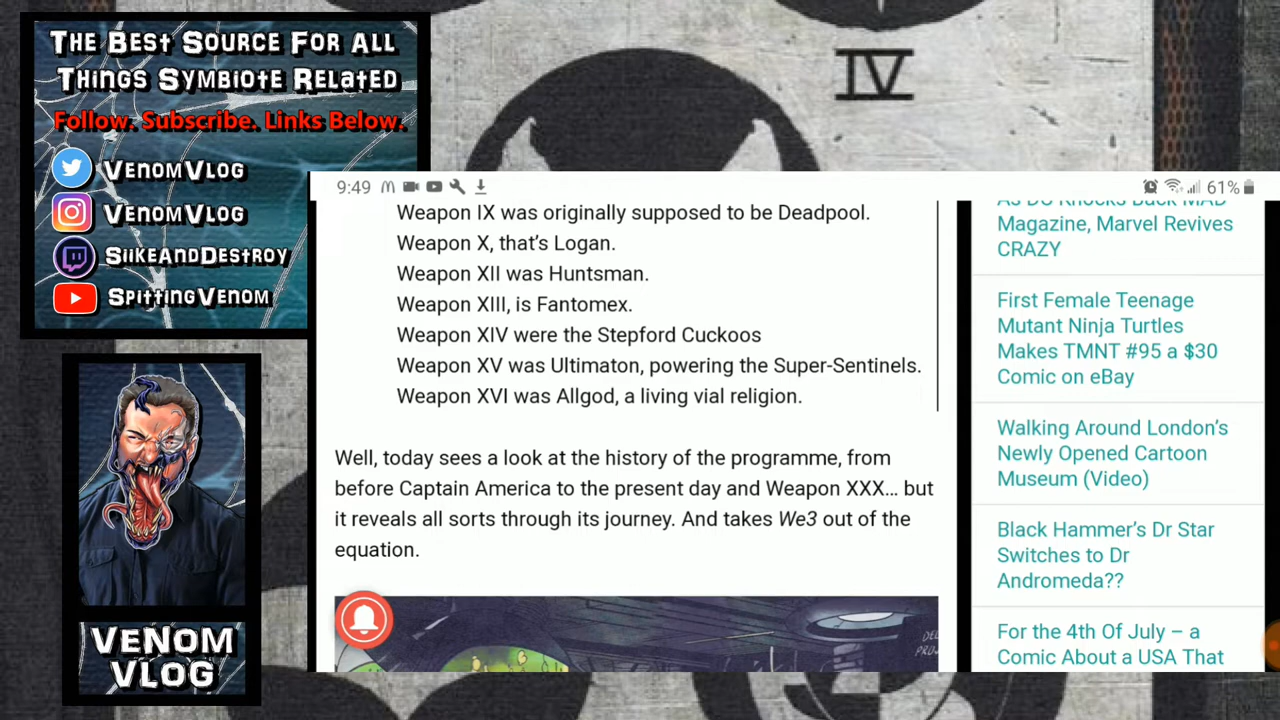 The Best Source For All
Things Symbiote Related
Follow. Subscribe. Links Below.
VenomVlog
VenomVlog
SiikeAndDestroy
SpittingVenom
VENOM
VLOG
IV
9:49
61%
Weapon IX was originally supposed to be Deadpool.
Weapon X, that’s Logan.
Weapon XII was Huntsman.
Weapon XIII, is Fantomex.
Weapon XIV were the Stepford Cuckoos
Weapon XV was Ultimaton, powering the Super-Sentinels.
Weapon XVI was Allgod, a living vial religion.
Well, today sees a look at the history of the programme, from
before Captain America to the present day and Weapon XXX… but
it reveals all sorts through its journey. And takes We3 out of the
equation.
As DC Knocks Back MAD
Magazine, Marvel Revives
CRAZY
First Female Teenage
Mutant Ninja Turtles
Makes TMNT #95 a $30
Comic on eBay
Walking Around London’s
Newly Opened Cartoon
Museum (Video)
Black Hammer’s Dr Star
Switches to Dr
Andromeda??
For the 4th Of July – a
Comic About a USA That